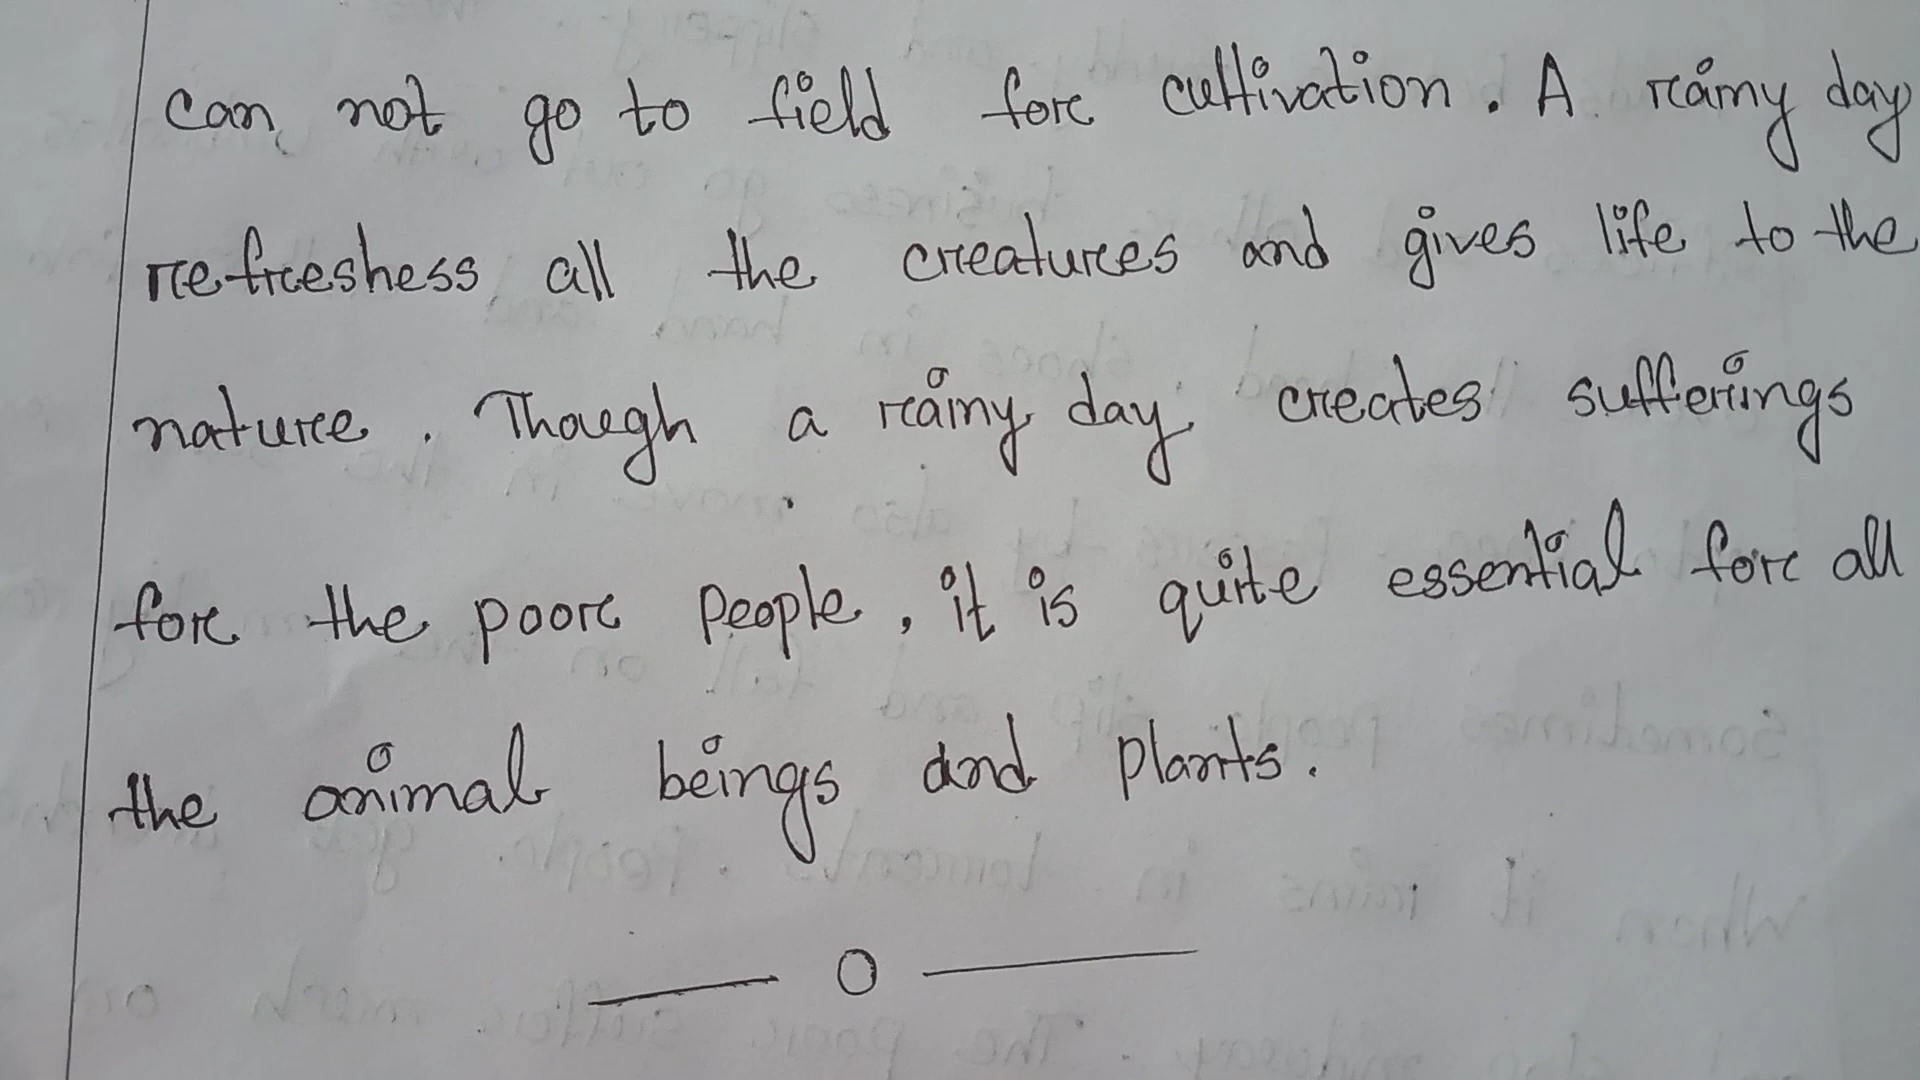 can not go to field for cultivation. A rainy day
refreshess all the creatures and gives life to the
nature. Though a rainy day creates sufferings
for the poor people, it is quite essential for all
the animal beings and plants.
— O —